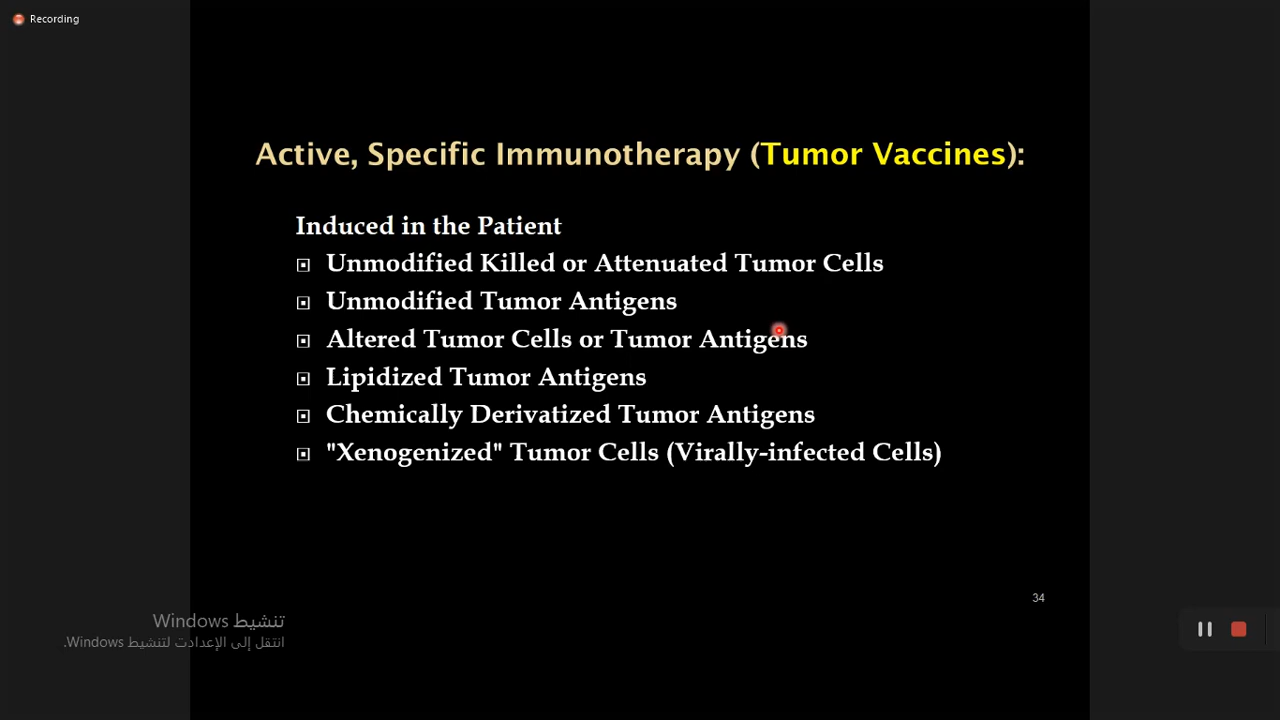 Recording
Active, Specific Immunotherapy (Tumor Vaccines):
Induced in the Patient
Unmodified Killed or Attenuated Tumor Cells
Unmodified Tumor Antigens
Altered Tumor Cells or Tumor Antigens
Lipidized Tumor Antigens
Chemically Derivatized Tumor Antigens
"Xenogenized" Tumor Cells (Virally-infected Cells)
34
تنشيط Windows
انتقل إلى الإعدادت لتنشيط Windows.